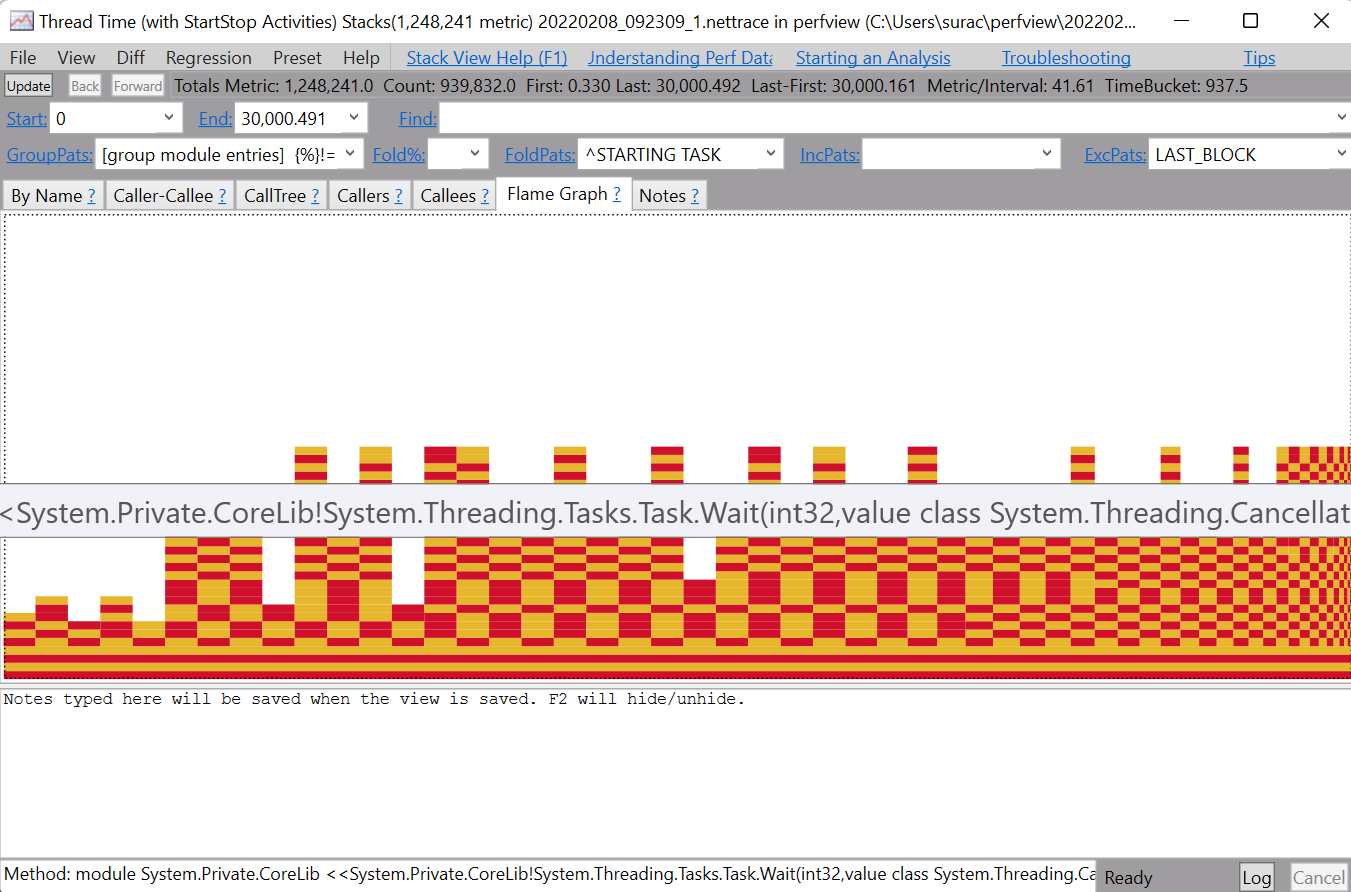 Thread Time (with StartStop Activities) Stacks(1,248,241 metric) 20220208_092309_1.nettrace in perfview (C:\Users\surac\perfview\202202...
File View Diff Regression Preset Help Stack View Help (F1) Understanding Perf Data Starting an Analysis Troubleshooting Tips
Update Back Forward Totals Metric: 1,248,241.0 Count: 939,832.0 First: 0.330 Last: 30,000.492 Last-First: 30,000.161 Metric/Interval: 41.61 TimeBucket: 937.5
Start: 0 End: 30,000.491 Find:
GroupPats: [group module entries] {%}!= Fold%: FoldPats: ^STARTING TASK IncPats: ExcPats: LAST_BLOCK
By Name ? Caller-Callee ? CallTree ? Callers ? Callees ? Flame Graph ? Notes ?
<System.Private.CoreLib!System.Threading.Tasks.Task.Wait(int32,value class System.Threading.Cancellat
Notes typed here will be saved when the view is saved. F2 will hide/unhide.
Method: module System.Private.CoreLib <<System.Private.CoreLib!System.Threading.Tasks.Task.Wait(int32,value class System.Threading.Ca Ready Log Cancel